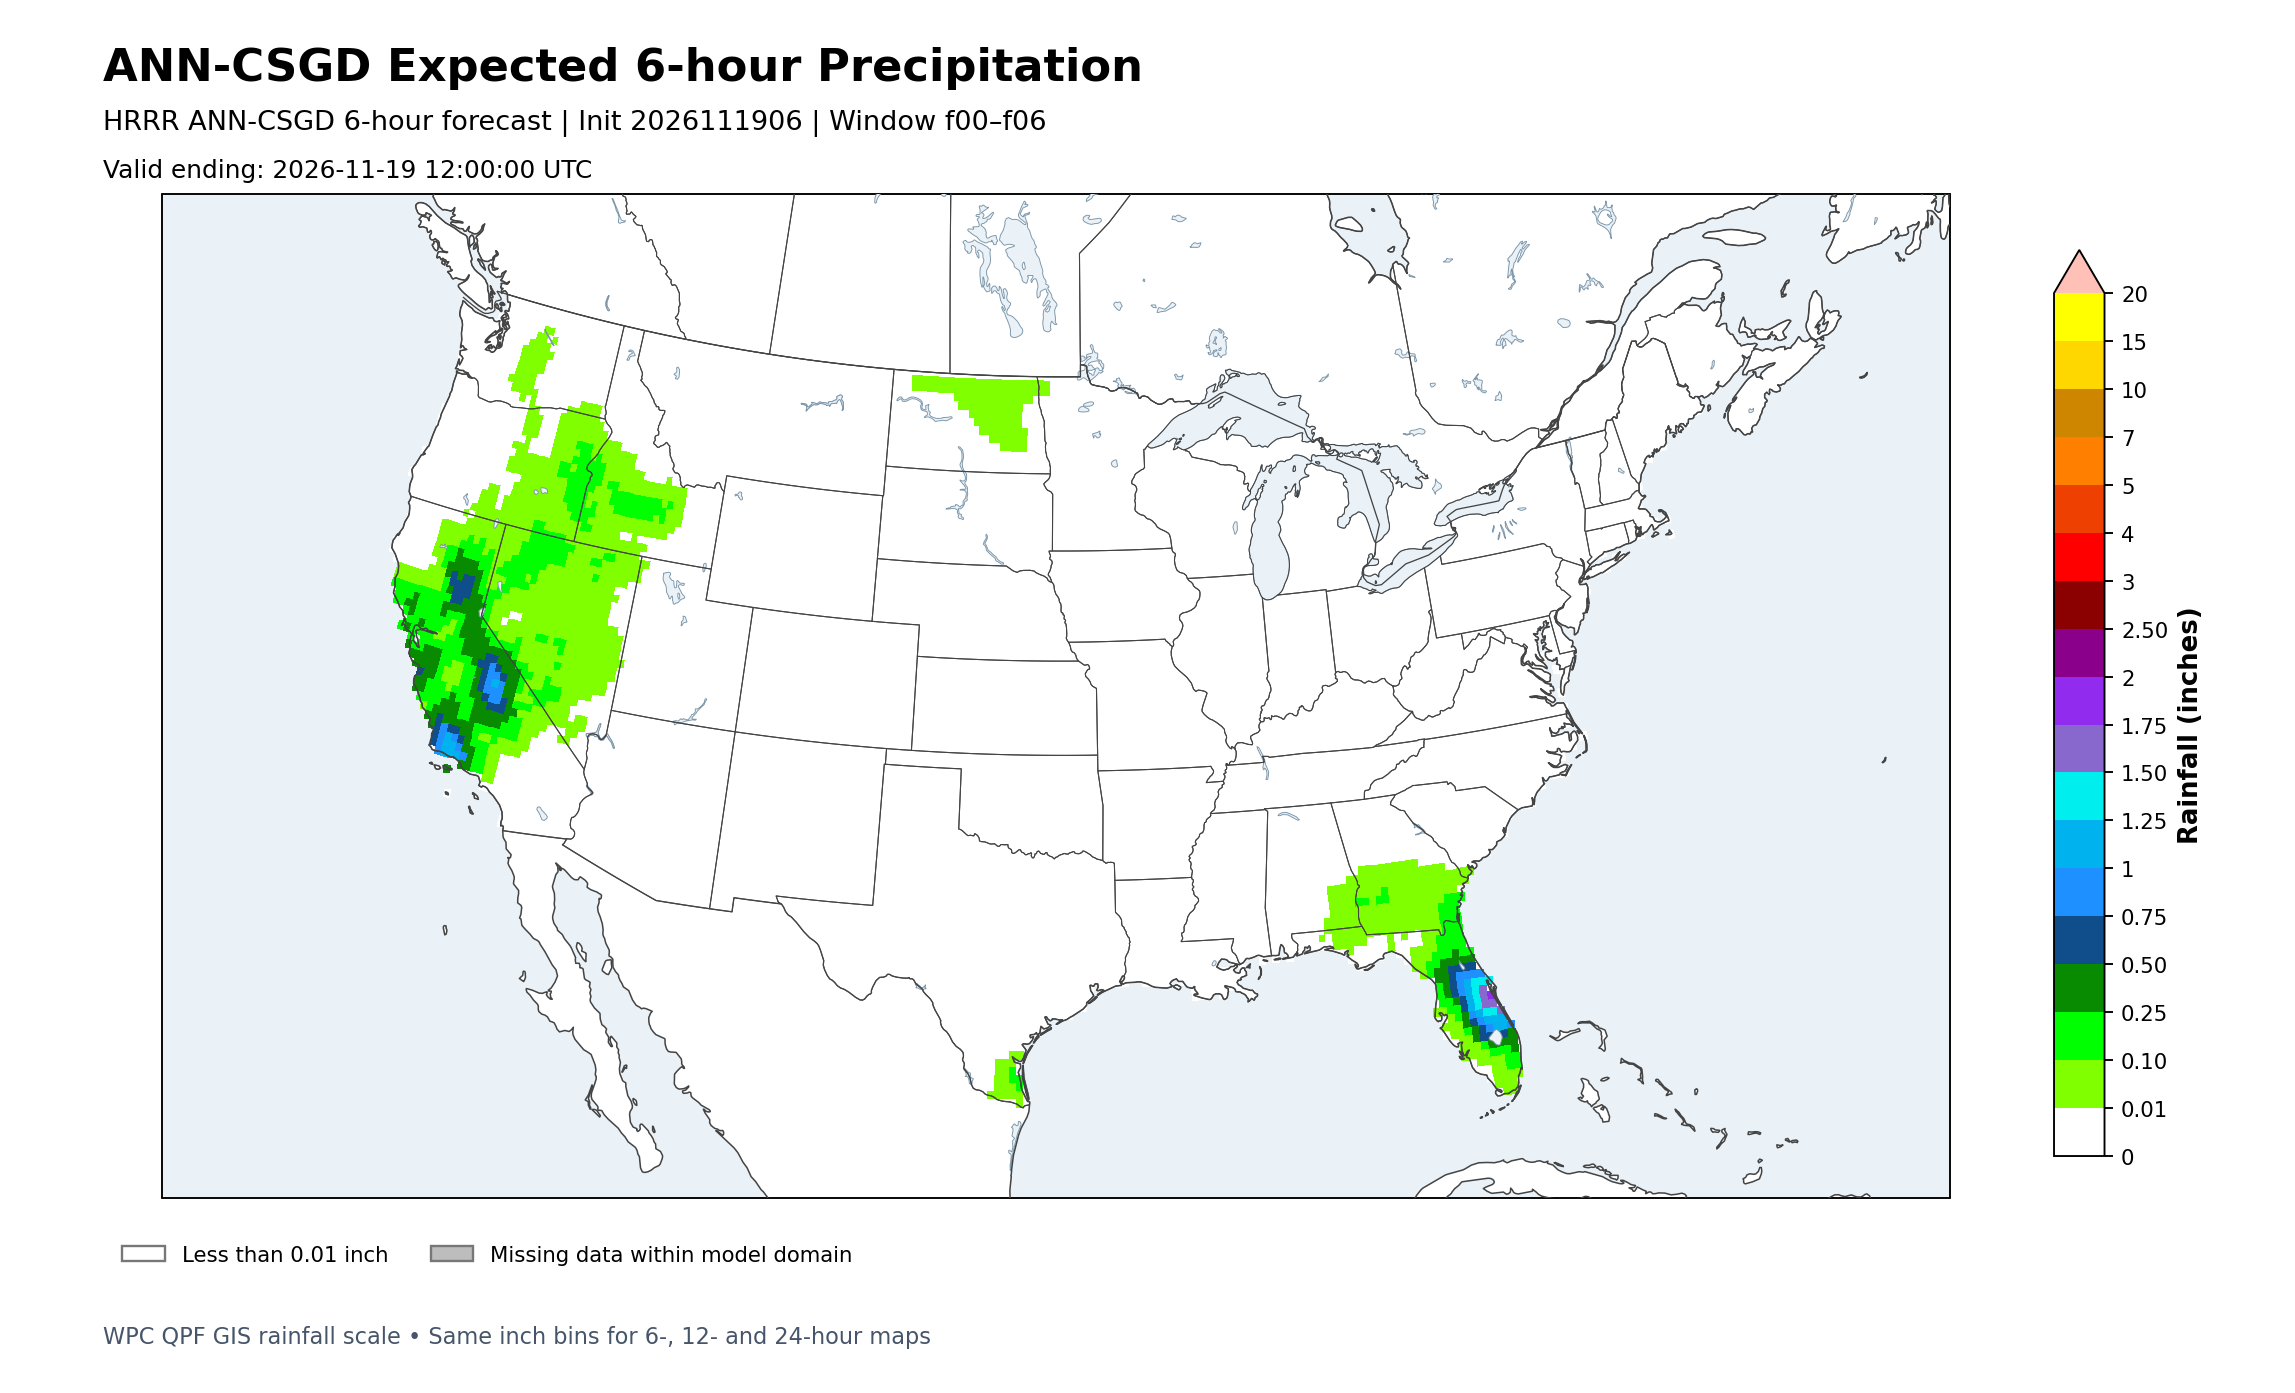 ANN-CSGD Expected 6-hour Precipitation
HRRR ANN-CSGD 6-hour forecast | Init 2026111906 | Window f00–f06
Valid ending: 2026-11-19 12:00:00 UTC
20
15
10
7
5
4
3
2.50
2
1.75
1.50
1.25
1
0.75
0.50
0.25
0.10
0.01
0
Rainfall (inches)
Less than 0.01 inch
Missing data within model domain
WPC QPF GIS rainfall scale • Same inch bins for 6-, 12- and 24-hour maps